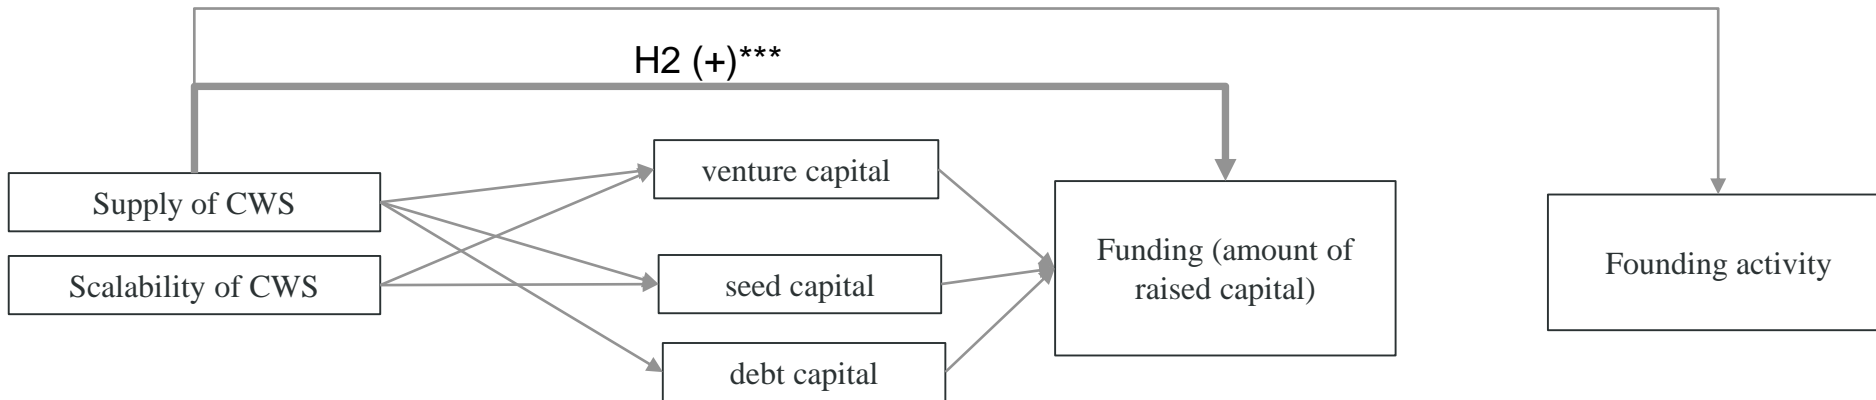 H2 (+)***
venture capital
Supply of CWS
Funding (amount of
raised capital)
Founding activity
Scalability of CWS
seed capital
debt capital